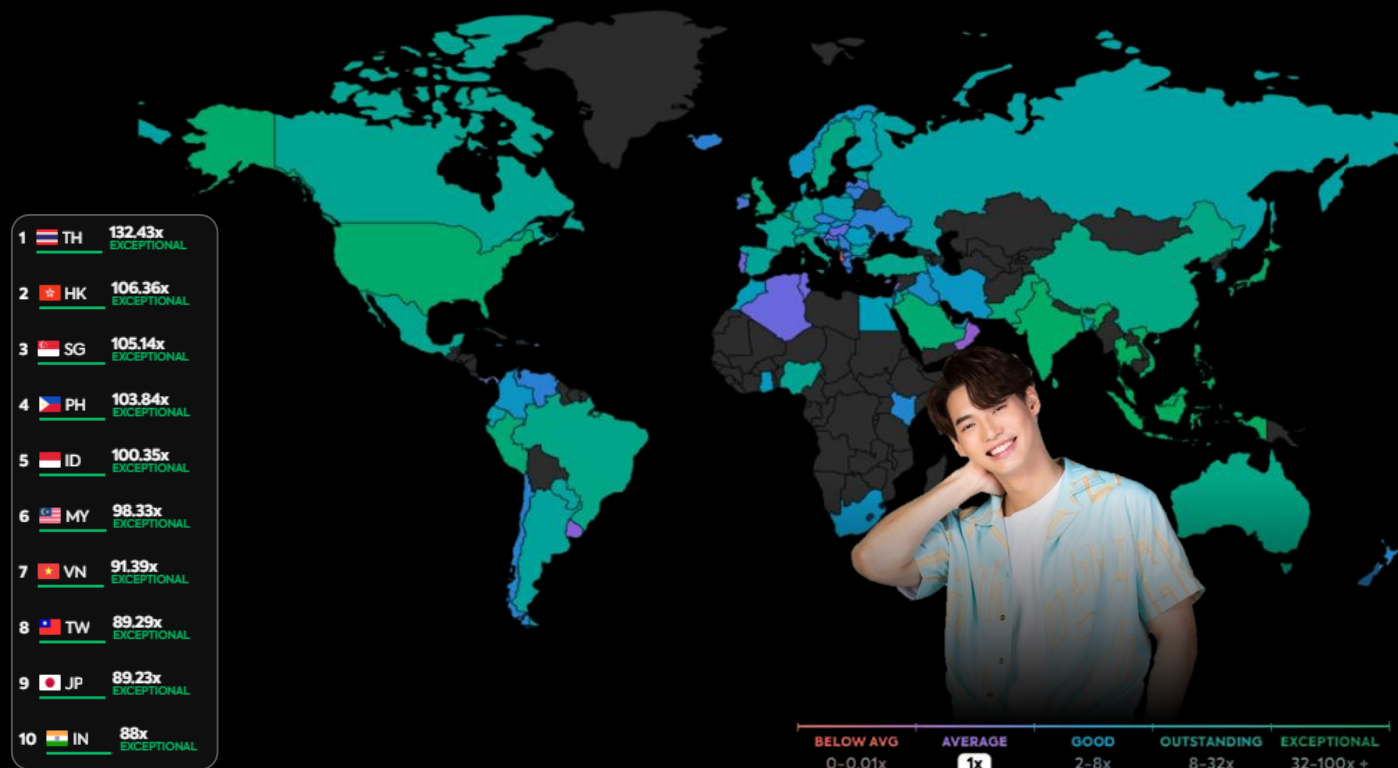 1 TH 132.43x
EXCEPTIONAL
2 HK 106.36x
EXCEPTIONAL
3 SG 105.14x
EXCEPTIONAL
4 PH 103.84x
EXCEPTIONAL
5 ID 100.35x
EXCEPTIONAL
6 MY 98.33x
EXCEPTIONAL
7 VN 91.39x
EXCEPTIONAL
8 TW 89.29x
EXCEPTIONAL
9 JP 89.23x
EXCEPTIONAL
10 IN 88x
EXCEPTIONAL
BELOW AVG AVERAGE GOOD OUTSTANDING EXCEPTIONAL
0-0.01x 1x 2-8x 8-32x 32-100x +